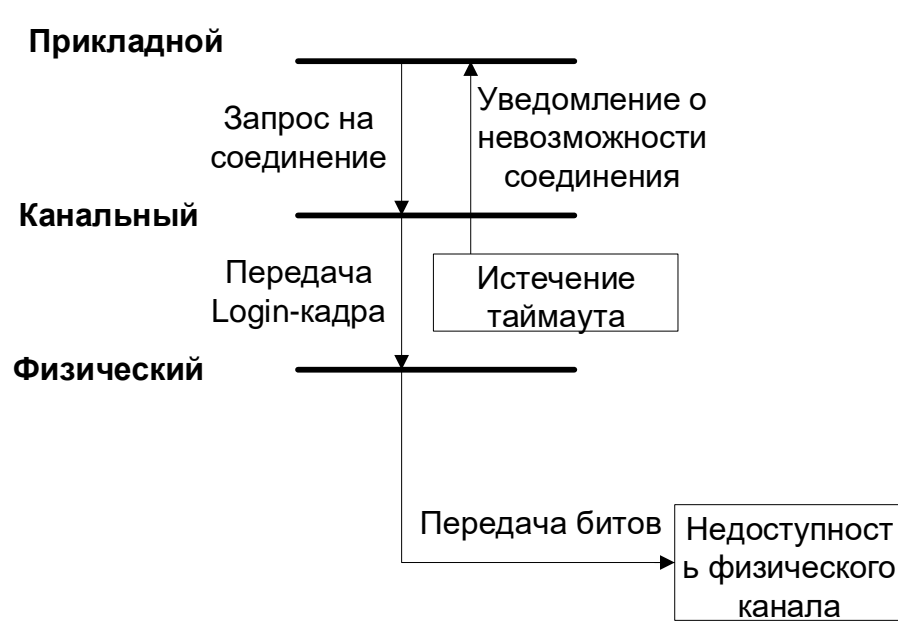 Прикладной
Запрос на
соединение
Уведомление о
невозможности
соединения
Канальный
Передача
Login-кадра
Истечение
таймаута
Физический
Передача битов
Недоступност
ь физического
канала